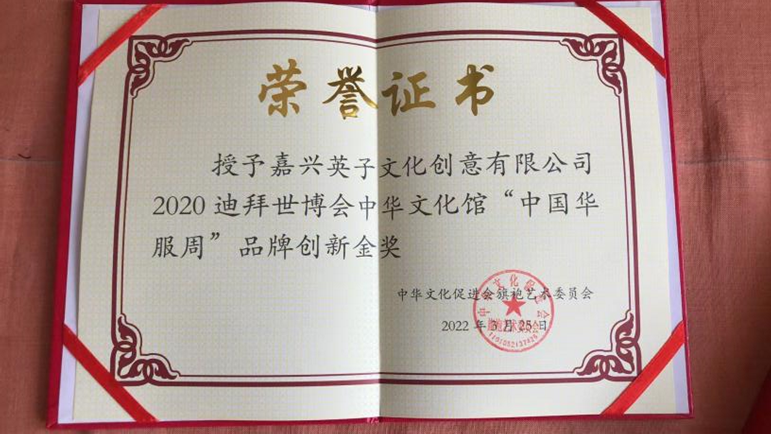 荣誉证书
授予嘉兴英子文化创意有限公司
2020迪拜世博会中华文化馆“中国华
服周”品牌创新金奖
中华文化促进会旗袍艺术委员会
2022年3月25日